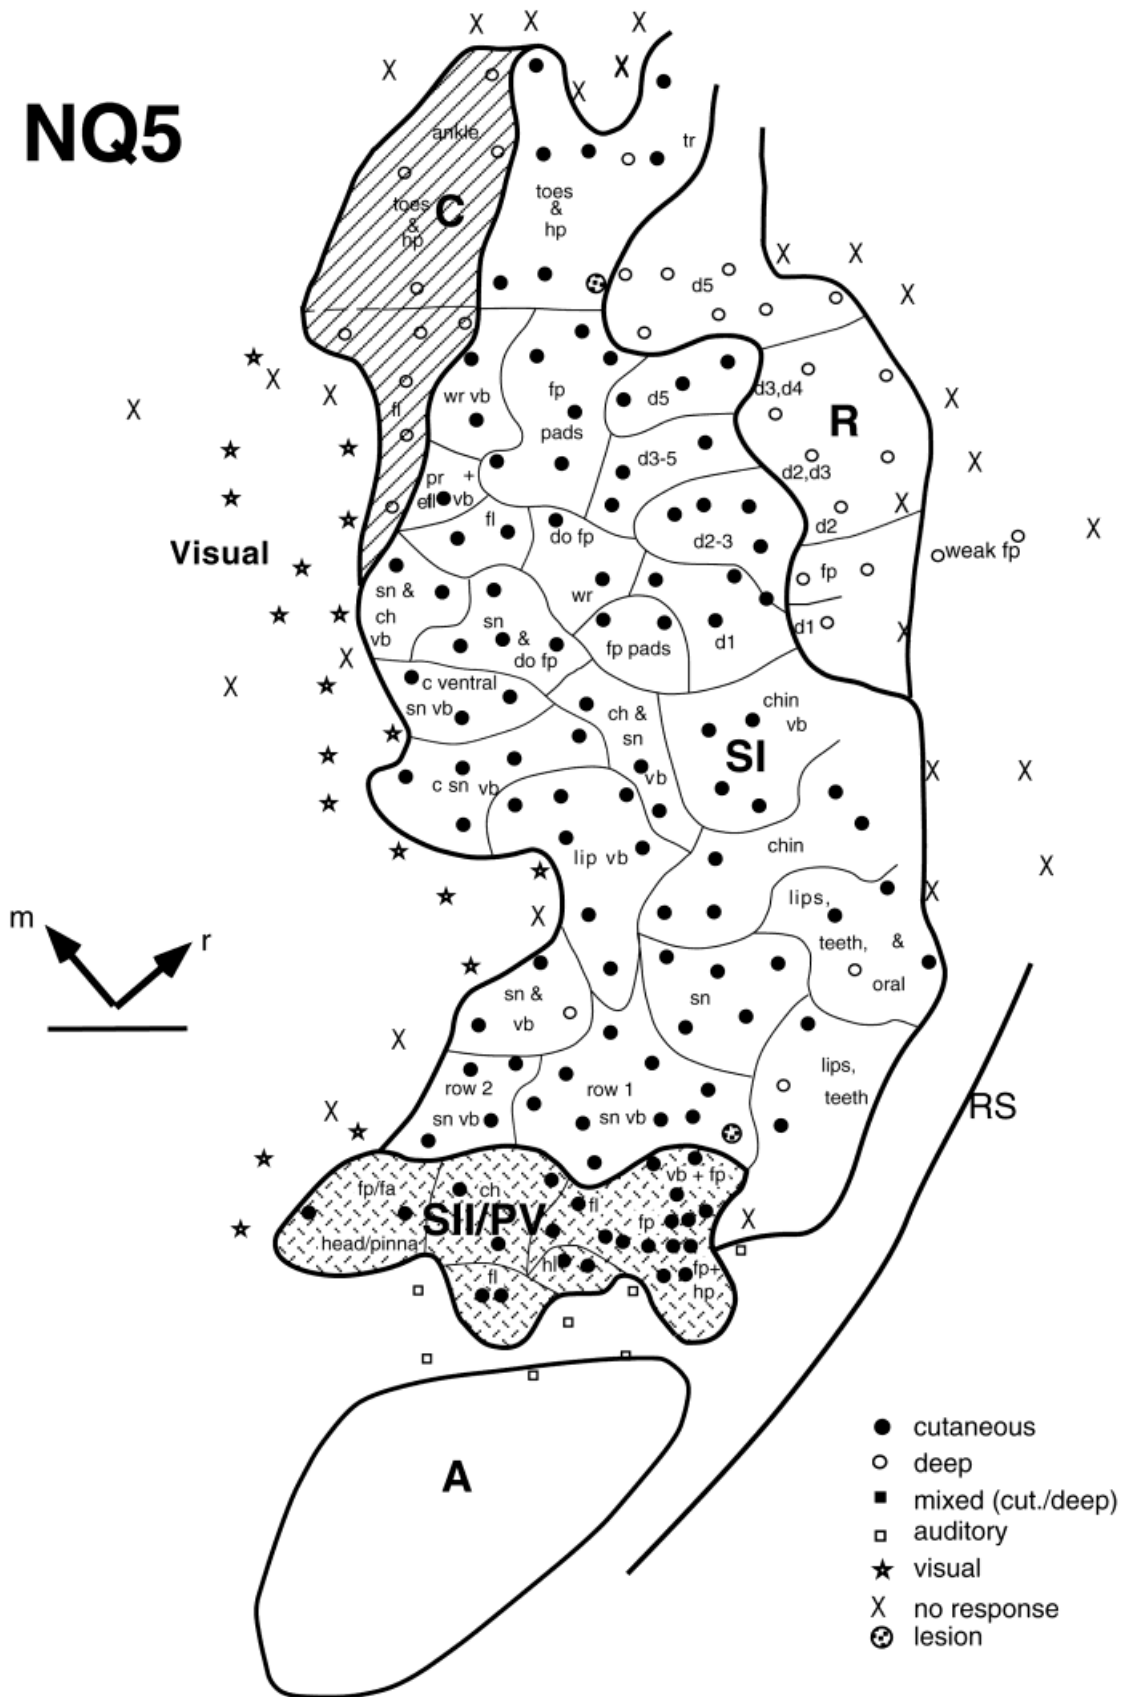 NQ5
X X X
X X
X
ankle
tr
toes
&
hp
C
toes
&
hp
X X
d5
X
X
X
X
wr vb
fp
pads
d5
d3,d4
R
X
fl
d3-5
d2,d3
X
pr +
vb
X
fl
do fp
d2-3
d2
weak fp
X
Visual
sn &
ch
vb
wr
fp
sn
&
do fp
fp pads
d1
d1
X
X
X
c ventral
sn vb
ch &
sn
vb
chin
vb
SI
c sn vb
X X
lip vb
chin
X
m
r
X
lips,
teeth, &
oral
X
sn &
vb
sn
X
row 2
sn vb
row 1
sn vb
lips,
teeth
RS
X
fp/fa
ch
vb + fp
SII/PV
fl
fp
X
head/pinna
hl
fl
fp+
hp
A
cutaneous
deep
mixed (cut./deep)
auditory
visual
X no response
lesion